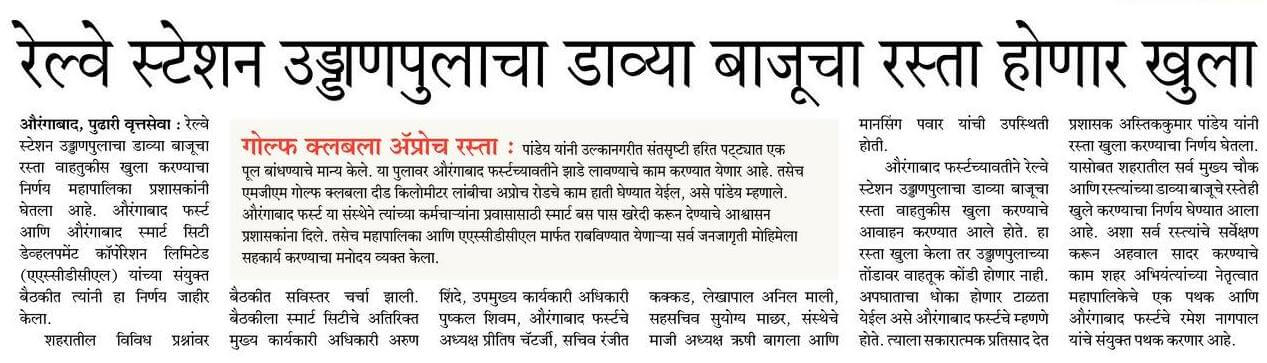 रेल्वे स्टेशन उड्डाणपुलाचा डाव्या बाजूचा रस्ता होणार खुला
औरंगाबाद, पुढारी वृत्तसेवा : रेल्वे
स्टेशन उड्डाणपुलाचा डाव्या बाजूचा
रस्ता वाहतुकीस खुला करण्याचा
निर्णय महापालिका प्रशासकांनी
घेतला आहे. औरंगाबाद फर्स्ट
आणि औरंगाबाद स्मार्ट सिटी
डेव्हलपमेंट कॉर्पोरेशन लिमिटेड
(एएस्सीडीसीएल) यांच्या संयुक्त
बैठकीत त्यांनी हा निर्णय जाहीर
केला.
शहरातील विविध प्रश्नांवर
गोल्फ क्लबला अ‍ॅप्रोच रस्ता : पांडेय यांनी उल्कानगरीत संतसृष्टी हरित पट्ट्यात एक
पूल बांधण्याचे मान्य केले. या पुलावर औरंगाबाद फर्स्टच्यावतीने झाडे लावण्याचे काम करण्यात येणार आहे. तसेच
एमजीएम गोल्फ क्लबला दीड किलोमीटर लांबीचा अप्रोच रोडचे काम हाती घेण्यात येईल, असे पांडेय म्हणाले.
औरंगाबाद फर्स्ट या संस्थेने त्यांच्या कर्मचाऱ्यांना प्रवासासाठी स्मार्ट बस पास खरेदी करून देण्याचे आश्वासन
प्रशासकांना दिले. तसेच महापालिका आणि एएस्सीडीसीएल मार्फत राबविण्यात येणाऱ्या सर्व जनजागृती मोहिमेला
सहकार्य करण्याचा मनोदय व्यक्त केला.
बैठकीत सविस्तर चर्चा झाली.
बैठकीला स्मार्ट सिटीचे अतिरिक्त
मुख्य कार्यकारी अधिकारी अरुण
शिंदे, उपमुख्य कार्यकारी अधिकारी
पुष्कल शिवम, औरंगाबाद फर्स्टचे
अध्यक्ष प्रीतिष चॅटर्जी, सचिव रंजीत
कक्कड, लेखापाल अनिल माली,
सहसचिव सुयोग्य माछर, संस्थेचे
माजी अध्यक्ष ऋषी बागला आणि
मानसिंग पवार यांची उपस्थिती
होती.
औरंगाबाद फर्स्टच्यावतीने रेल्वे
स्टेशन उड्डाणपुलाचा डाव्या बाजूचा
रस्ता वाहतुकीस खुला करण्याचे
आवाहन करण्यात आले होते. हा
रस्ता खुला केला तर उड्डाणपुलाच्या
तोंडावर वाहतूक कोंडी होणार नाही.
अपघाताचा धोका होणार टाळता
येईल असे औरंगाबाद फर्स्टचे म्हणणे
होते. त्याला सकारात्मक प्रतिसाद देत
प्रशासक अस्तिककुमार पांडेय यांनी
रस्ता खुला करण्याचा निर्णय घेतला.
यासोबत शहरातील सर्व मुख्य चौक
आणि रस्त्यांच्या डाव्या बाजूचे रस्तेही
खुले करण्याचा निर्णय घेण्यात आला
आहे. अशा सर्व रस्त्यांचे सर्वेक्षण
करून अहवाल सादर करण्याचे
काम शहर अभियंत्यांच्या नेतृत्वात
महापालिकेचे एक पथक आणि
औरंगाबाद फर्स्टचे रमेश नागपाल
यांचे संयुक्त पथक करणार आहे.